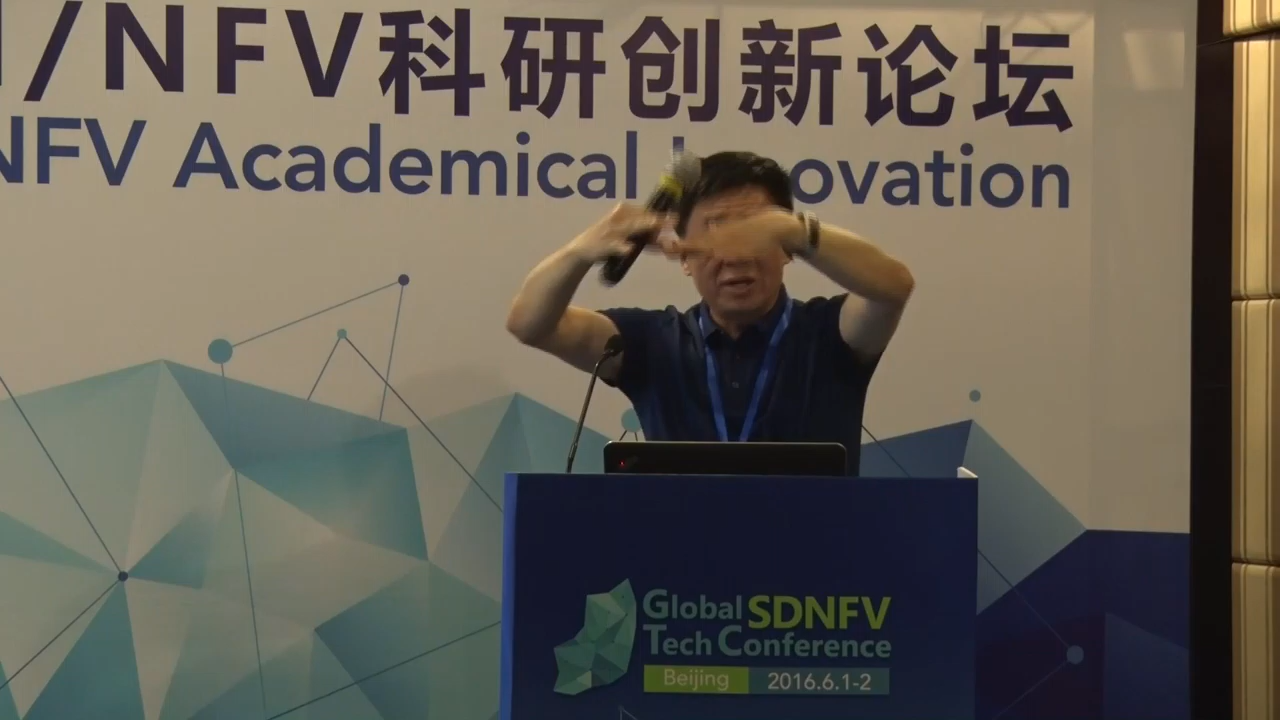 /NFV科研创新论坛
NFV Academical ovation
Global SDNFV
Tech Conference
Beijing 2016.6.1-2